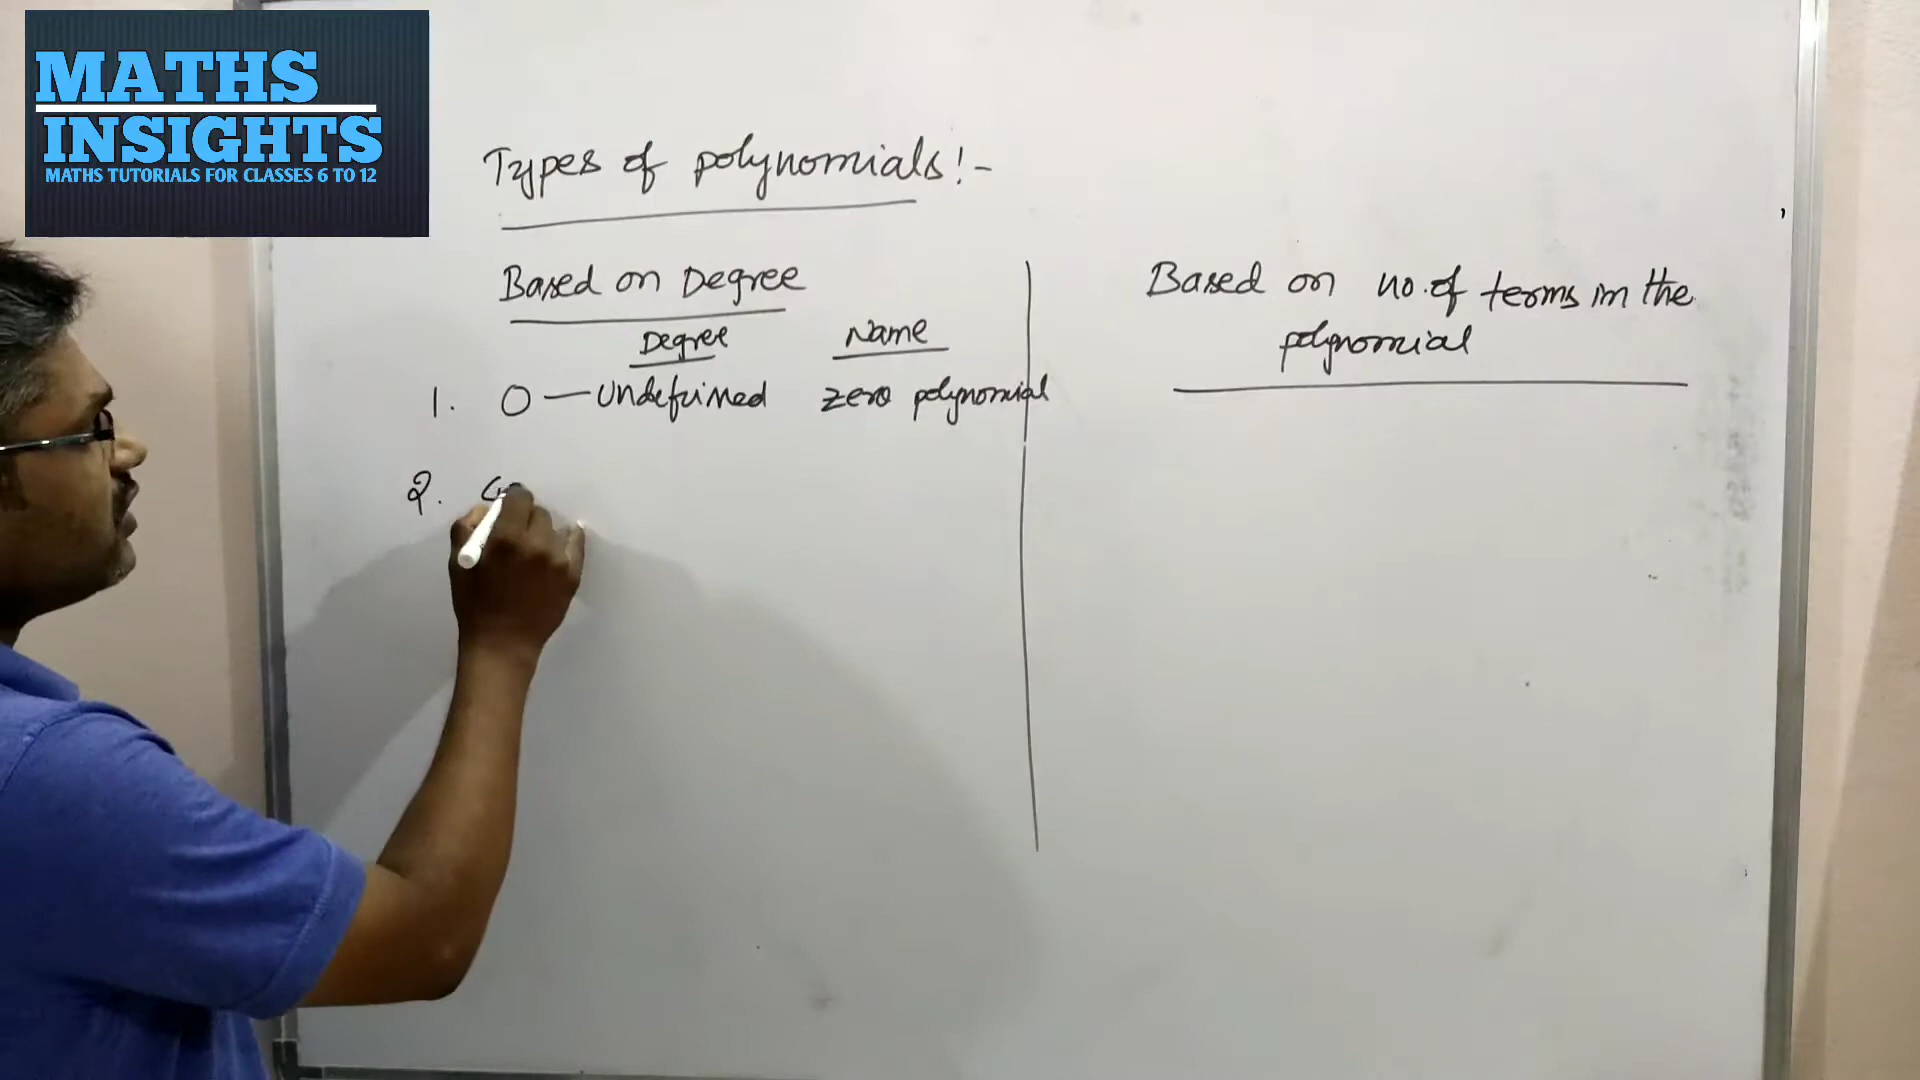 MATHS
INSIGHTS
MATHS TUTORIALS FOR CLASSES 6 TO 12
Types of polynomials!-
Based on Degree
Degree Name
1. 0 — Undefined zero polynomial
2.
Based on no. of terms in the
polynomial